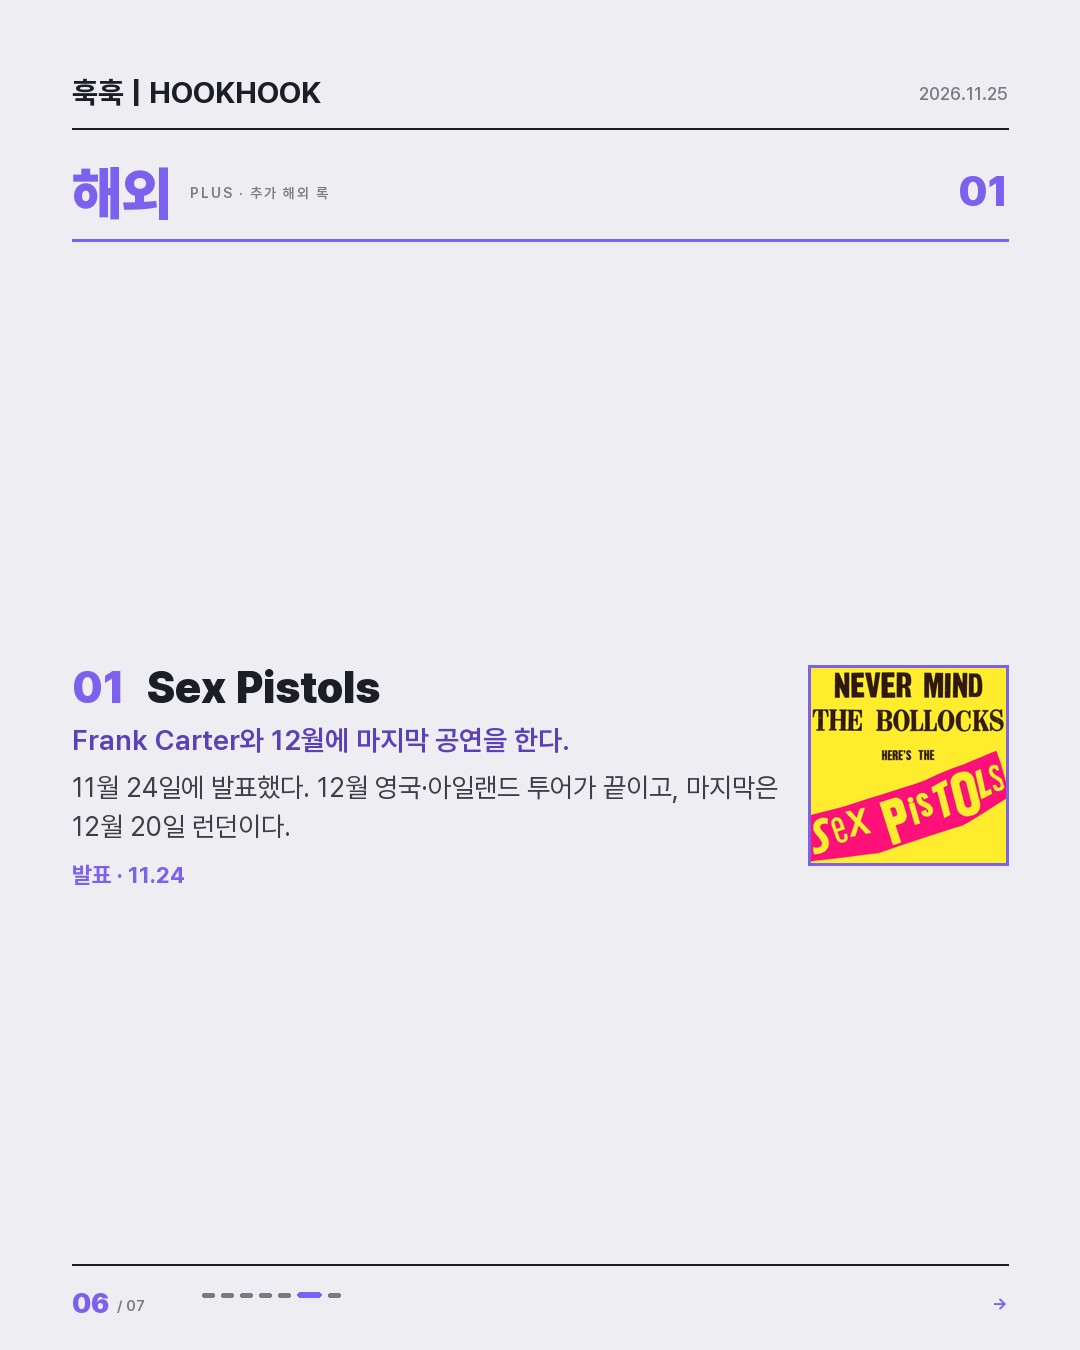 훅훅 | HOOKHOOK
2026.11.25
해외 PLUS · 추가 해외 록
01
01 Sex Pistols
Frank Carter와 12월에 마지막 공연을 한다.
11월 24일에 발표했다. 12월 영국·아일랜드 투어가 끝이고, 마지막은
12월 20일 런던이다.
발표 · 11.24
NEVER MIND
THE BOLLOCKS
HERE'S THE
Sex PiSTOLS
06 / 07
→